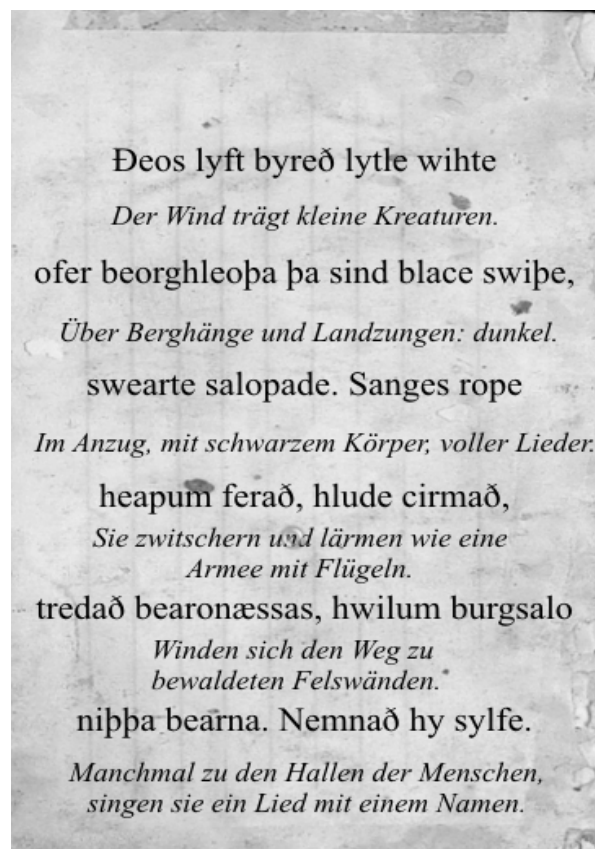 Ðeos lyft byreð lytle wihte
Der Wind trägt kleine Kreaturen.
ofer beorghleoþa þa sind blace swiþe,
Über Berghänge und Landzungen: dunkel.
swearte salopade. Sanges rope
Im Anzug, mit schwarzem Körper, voller Lieder.
heapum ferað, hlude cirmað,
Sie zwitschern und lärmen wie eine
Armee mit Flügeln.
tredað bearonæssas, hwilum burgsalo
Winden sich den Weg zu
bewaldeten Felswänden.
niþþa bearna. Nemnað hy sylfe.
Manchmal zu den Hallen der Menschen,
singen sie ein Lied mit einem Namen.